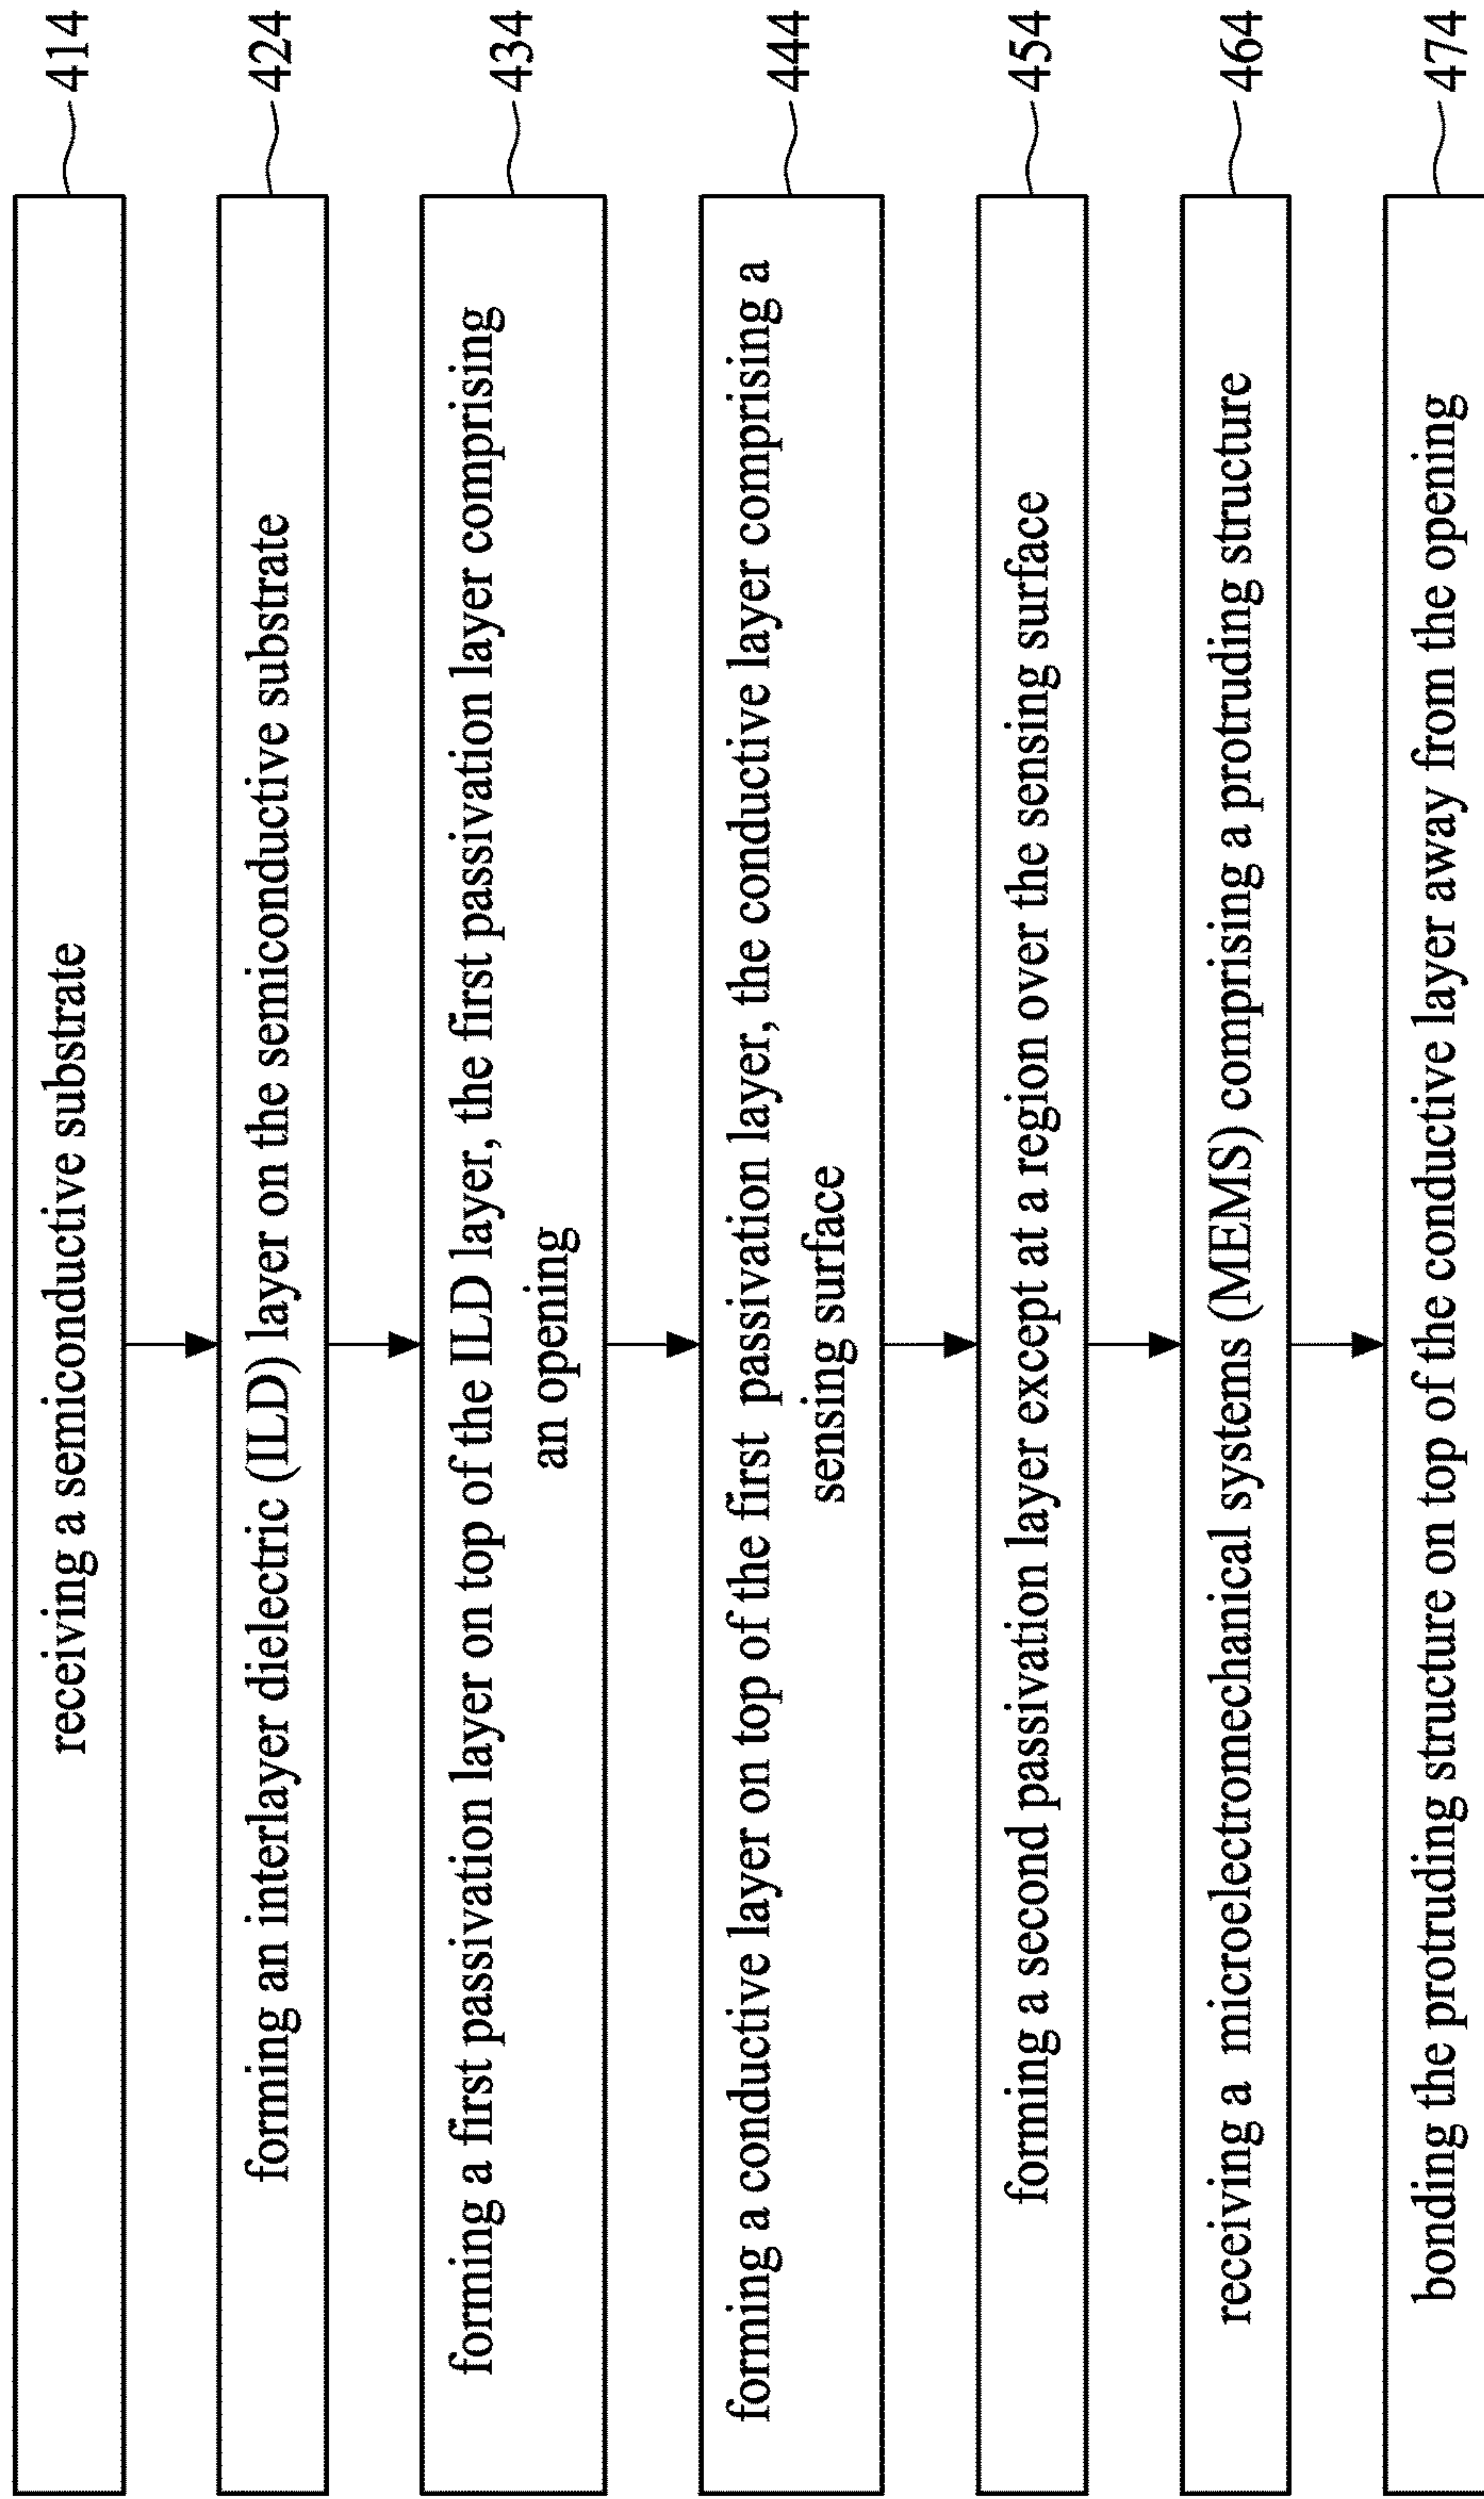 receiving a semiconductive substrate
414
forming an interlayer dielectric (ILD) layer on the semiconductive substrate
424
forming a first passivation layer on top of the ILD layer, the first passivation layer comprising
an opening
434
forming a conductive layer on top of the first passivation layer, the conductive layer comprising a
sensing surface
444
forming a second passivation layer except at a region over the sensing surface
454
receiving a microelectromechanical systems (MEMS) comprising a protruding structure
464
bonding the protruding structure on top of the conductive layer away from the opening
474